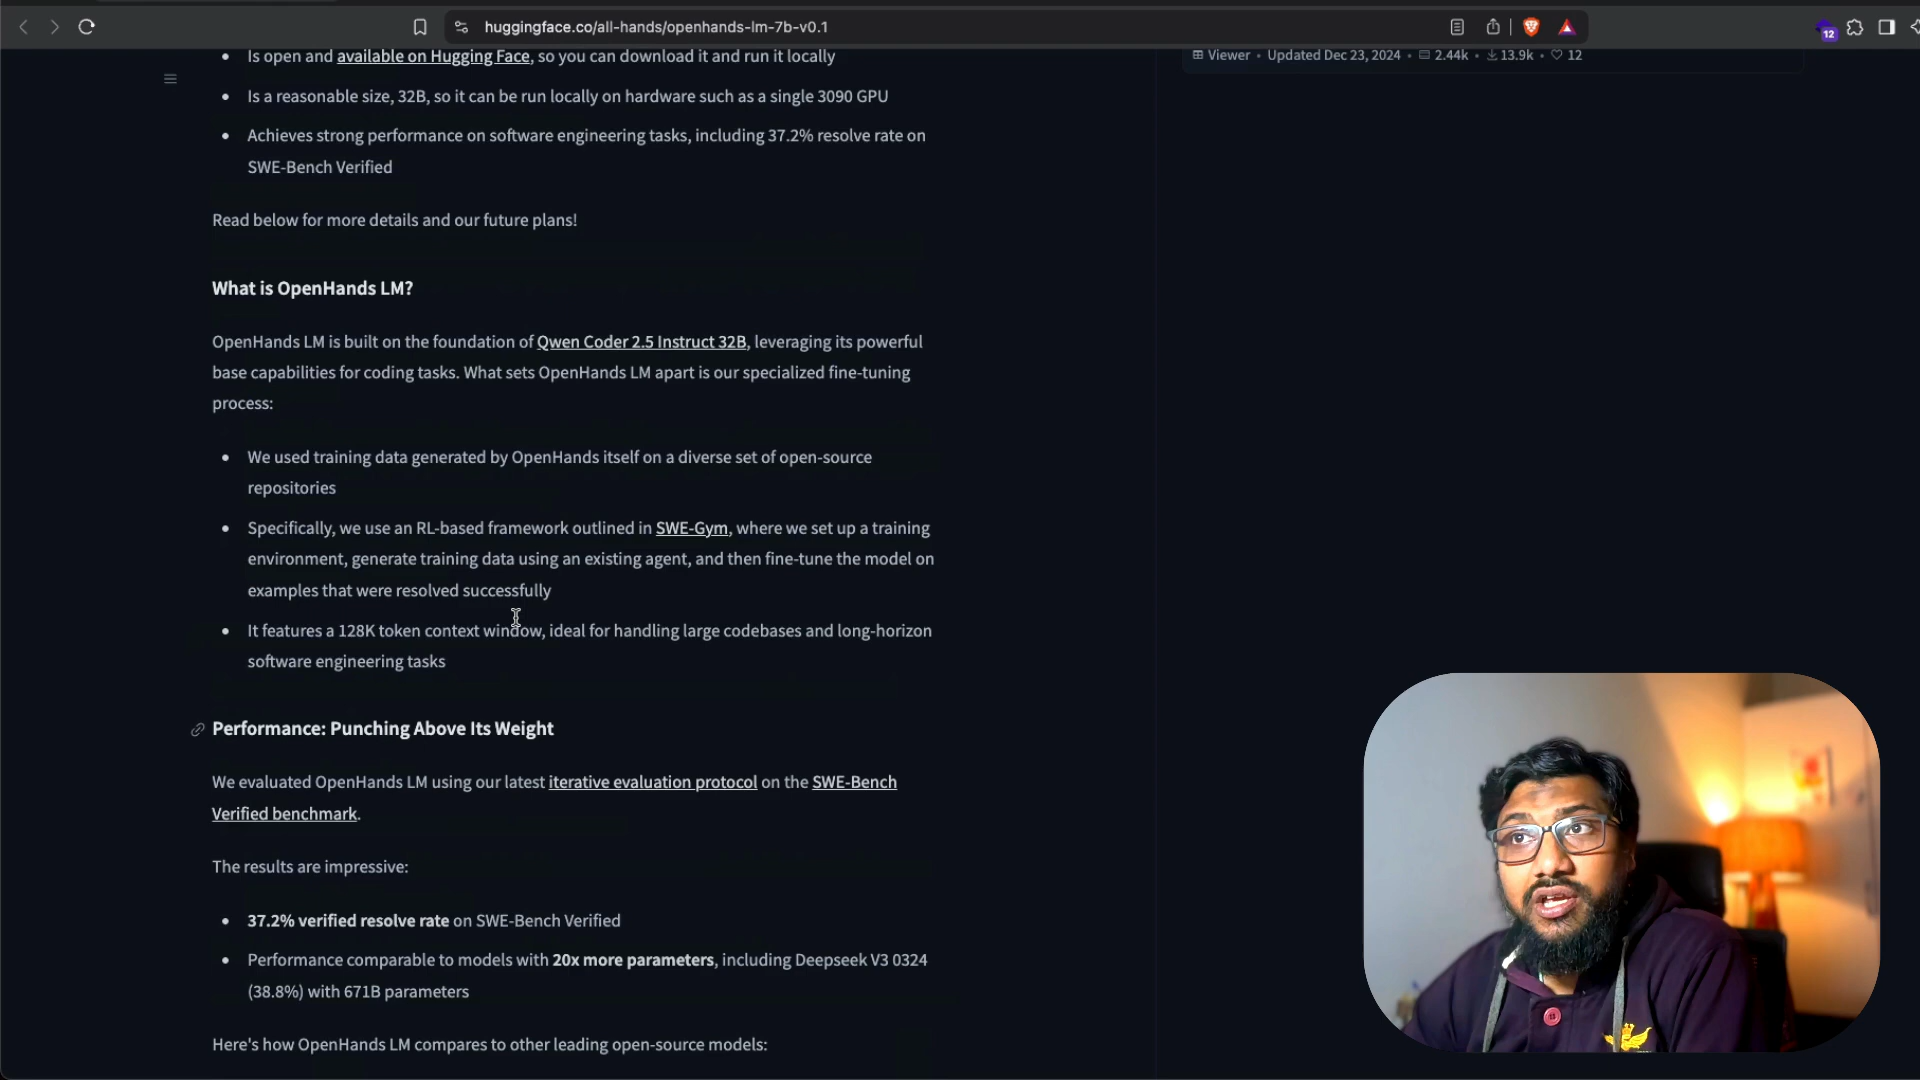 huggingface.co/all-hands/openhands-lm-7b-v0.1
12
Is open and available on Hugging Face, so you can download it and run it locally
Viewer • Updated Dec 23, 2024 • 2.44k • 13.9k • 12
Is a reasonable size, 32B, so it can be run locally on hardware such as a single 3090 GPU
Achieves strong performance on software engineering tasks, including 37.2% resolve rate on
SWE-Bench Verified
Read below for more details and our future plans!
What is OpenHands LM?
OpenHands LM is built on the foundation of Qwen Coder 2.5 Instruct 32B, leveraging its powerful
base capabilities for coding tasks. What sets OpenHands LM apart is our specialized fine-tuning
process:
We used training data generated by OpenHands itself on a diverse set of open-source
repositories
Specifically, we use an RL-based framework outlined in SWE-Gym, where we set up a training
environment, generate training data using an existing agent, and then fine-tune the model on
examples that were resolved successfully
It features a 128K token context window, ideal for handling large codebases and long-horizon
software engineering tasks
Performance: Punching Above Its Weight
We evaluated OpenHands LM using our latest iterative evaluation protocol on the SWE-Bench
Verified benchmark.
The results are impressive:
37.2% verified resolve rate on SWE-Bench Verified
Performance comparable to models with 20x more parameters, including Deepseek V3 0324
(38.8%) with 671B parameters
Here's how OpenHands LM compares to other leading open-source models: